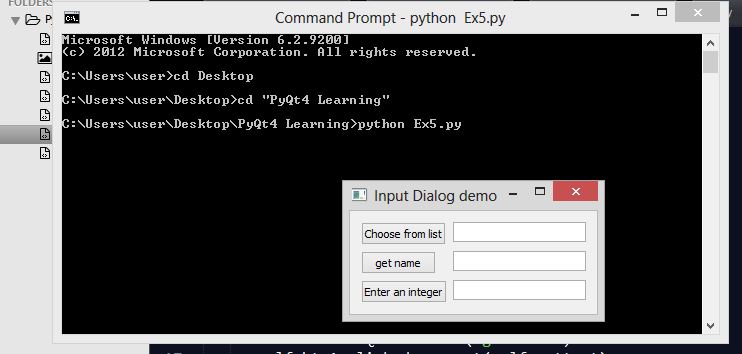 FOLDERS
Command Prompt - python Ex5.py
Microsoft Windows [Version 6.2.9200]
(c) 2012 Microsoft Corporation. All rights reserved.
C:\Users\user>cd Desktop
C:\Users\user\Desktop>cd "PyQt4 Learning"
C:\Users\user\Desktop\PyQt4 Learning>python Ex5.py
Input Dialog demo
Choose from list
get name
Enter an integer